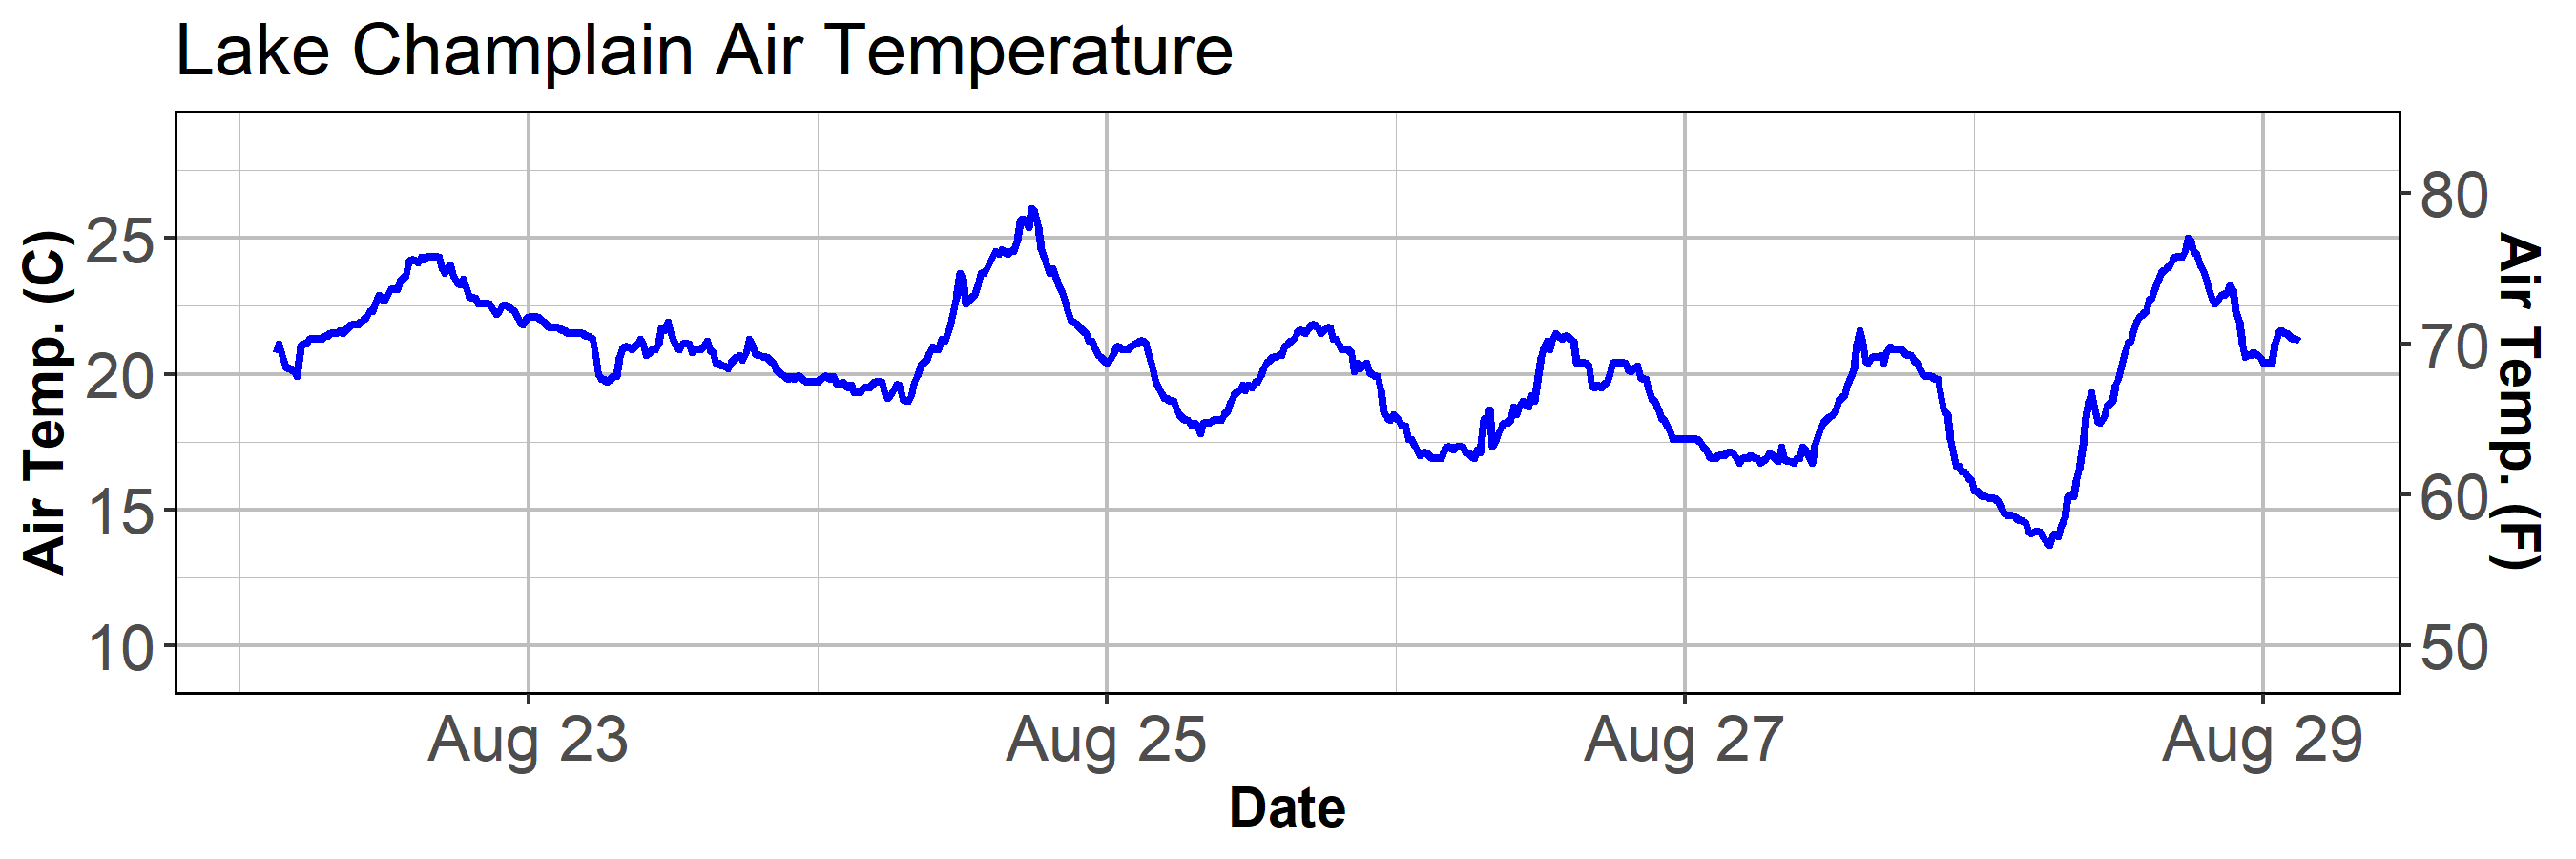 Lake Champlain Air Temperature
Air Temp. (C)
25
20
15
10
80
70
60
50
Air Temp. (F)
Aug 23 Aug 25 Aug 27 Aug 29
Date